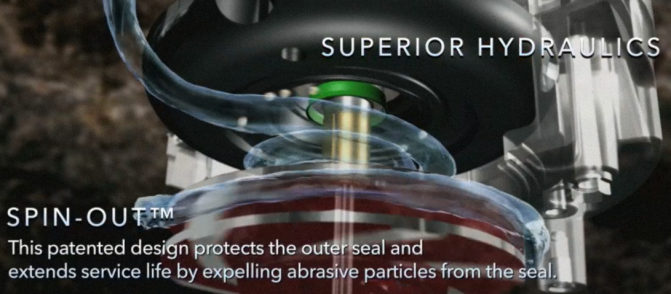 SUPERIOR HYDRAULICS
SPIN-OUT™
This patented design protects the outer seal and
extends service life by expelling abrasive particles from the seal.